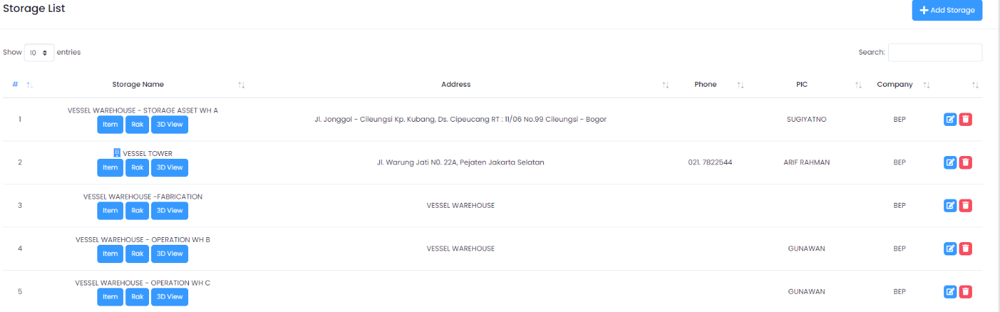 Storage List
Add Storage
Show 10 entries
Search:
# Storage Name Address Phone PIC Company
VESSEL WAREHOUSE - STORAGE ASSET WH A
1 Jl. Jonggol - Cileungsi Kp. Kubang, Ds. Cipeucang RT : 11/06 No.99 Cileungsi - Bogor SUGIYATNO BEP
Item Rak 3D View
VESSEL TOWER
2 Jl. Warung Jati N0. 22A, Pejaten Jakarta Selatan 021. 7822544 ARIF RAHMAN BEP
Item Rak 3D View
VESSEL WAREHOUSE -FABRICATION
3 VESSEL WAREHOUSE BEP
Item Rak 3D View
VESSEL WAREHOUSE - OPERATION WH B
4 VESSEL WAREHOUSE GUNAWAN BEP
Item Rak 3D View
VESSEL WAREHOUSE - OPERATION WH C
5 GUNAWAN BEP
Item Rak 3D View